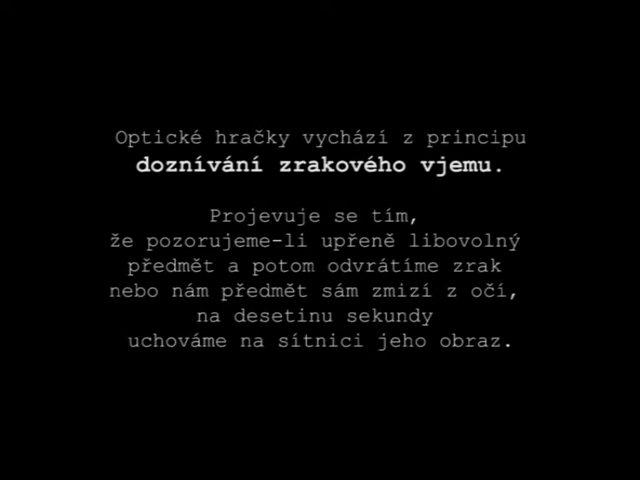 Optické hračky vychází z principu
doznívání zrakového vjemu.
Projevuje se tím,
že pozorujeme-li upřeně libovolný
předmět a potom odvrátíme zrak
nebo nám předmět sám zmizí z očí,
na desetinu sekundy
uchováme na sítnici jeho obraz.